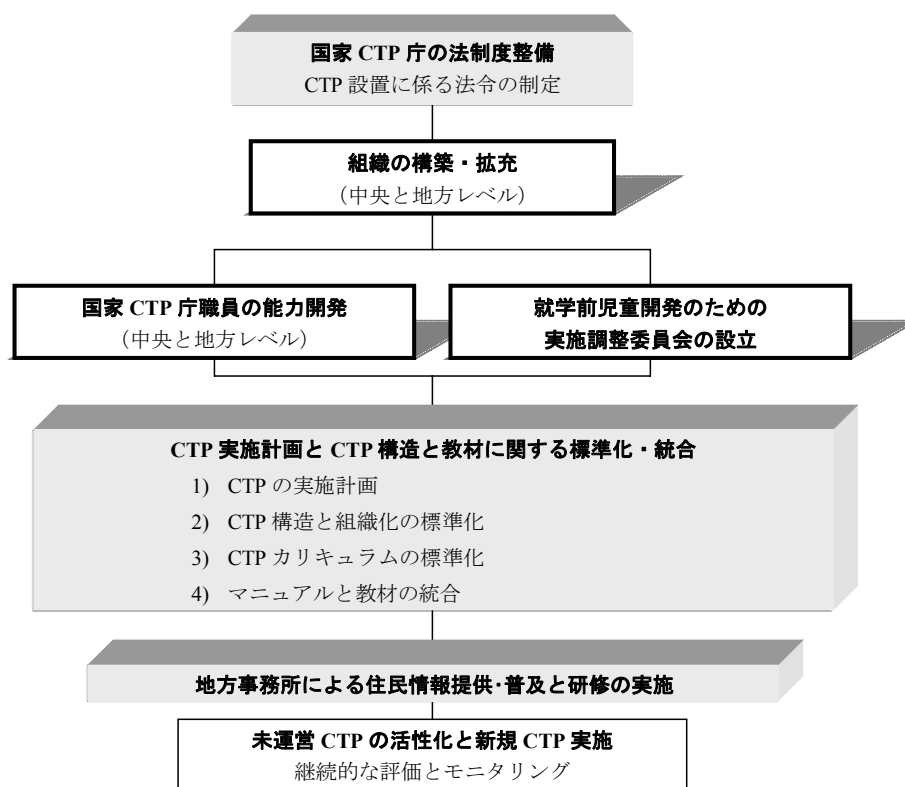 国家 CTP 庁の法制度整備
CTP 設置に係る法令の制定
組織の構築・拡充
（中央と地方レベル）
国家 CTP 庁職員の能力開発
（中央と地方レベル）
就学前児童開発のための
実施調整委員会の設立
CTP 実施計画と CTP 構造と教材に関する標準化・統合
1) CTP の実施計画
2) CTP 構造と組織化の標準化
3) CTP カリキュラムの標準化
4) マニュアルと教材の統合
地方事務所による住民情報提供･普及と研修の実施
未運営 CTP の活性化と新規 CTP 実施
継続的な評価とモニタリング